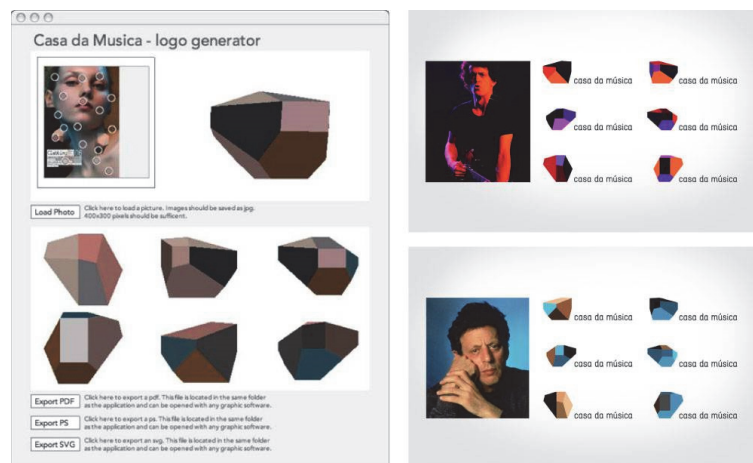 Casa da Musica - logo generator
Load Photo
Click here to load a picture. Images should be saved as jpg.
400x300 pixels should be sufficent.
Export PDF
Click here to export a pdf. This file is located in the same folder
as the application and can be opened with any graphic software.
Export PS
Click here to export a ps. This file is located in the same folder
as the application and can be opened with any graphic software.
Export SVG
Click here to export an svg. This file is located in the same folder
as the application and can be opened with any graphic software.
casa da música
casa da música
casa da música
casa da música
casa da música
casa da música
casa da música
casa da música
casa da música
casa da música
casa da música
casa da música